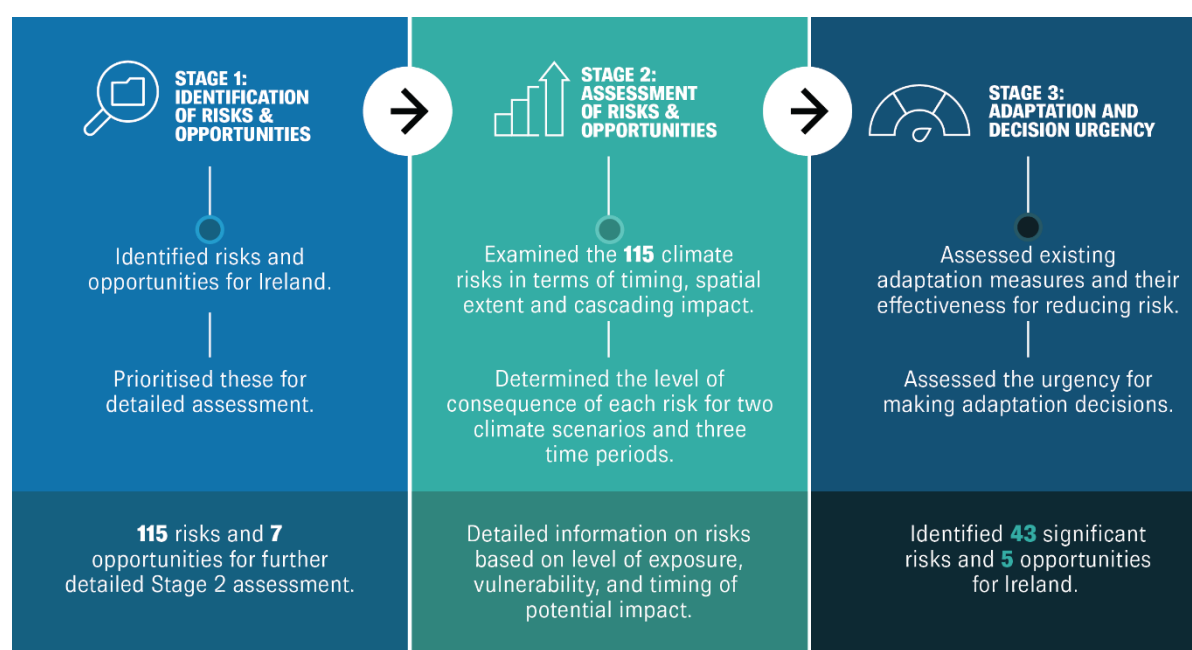 STAGE 1:
IDENTIFICATION
OF RISKS &
OPPORTUNITIES
Identified risks and
opportunities for Ireland.
Prioritised these for
detailed assessment.
115 risks and 7
opportunities for further
detailed Stage 2 assessment.
STAGE 2:
ASSESSMENT
OF RISKS &
OPPORTUNITIES
Examined the 115 climate
risks in terms of timing, spatial
extent and cascading impact.
Determined the level of
consequence of each risk for two
climate scenarios and three
time periods.
Detailed information on risks
based on level of exposure,
vulnerability, and timing of
potential impact.
STAGE 3:
ADAPTATION AND
DECISION URGENCY
Assessed existing
adaptation measures and their
effectiveness for reducing risk.
Assessed the urgency for
making adaptation decisions.
Identified 43 significant
risks and 5 opportunities
for Ireland.